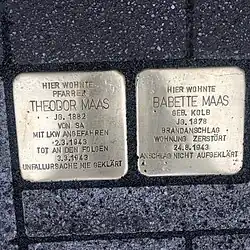 HIER WOHNTE
PFARRER
THEODOR MAAS
JG. 1882
VON SA
MIT LKW ANGEFAHREN
2.3.1943
TOT AN DEN FOLGEN
3.3.1943
UNFALLURSACHE NIE GEKLÄRT
HIER WOHNTE
BABETTE MAAS
GEB. KOLB
JG. 1878
BRANDANSCHLAG
WOHNUNG ZERSTÖRT
24.8.1943
ANSCHLAG NICHT AUFGEKLÄRT